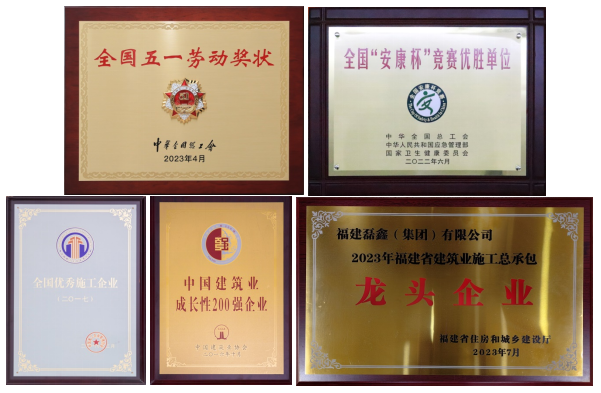 全国五一劳动奖状
中华全国总工会
2023年4月
全国“安康杯”竞赛优胜单位
中华全国总工会
中华人民共和国应急管理部
国家卫生健康委员会
二〇二二年六月
全国优秀施工企业
（二〇一七）
中国建筑业
成长性200强企业
中国建筑业协会
福建磊鑫（集团）有限公司
2023年福建省建筑业施工总承包
龙头企业
福建省住房和城乡建设厅
2023年7月